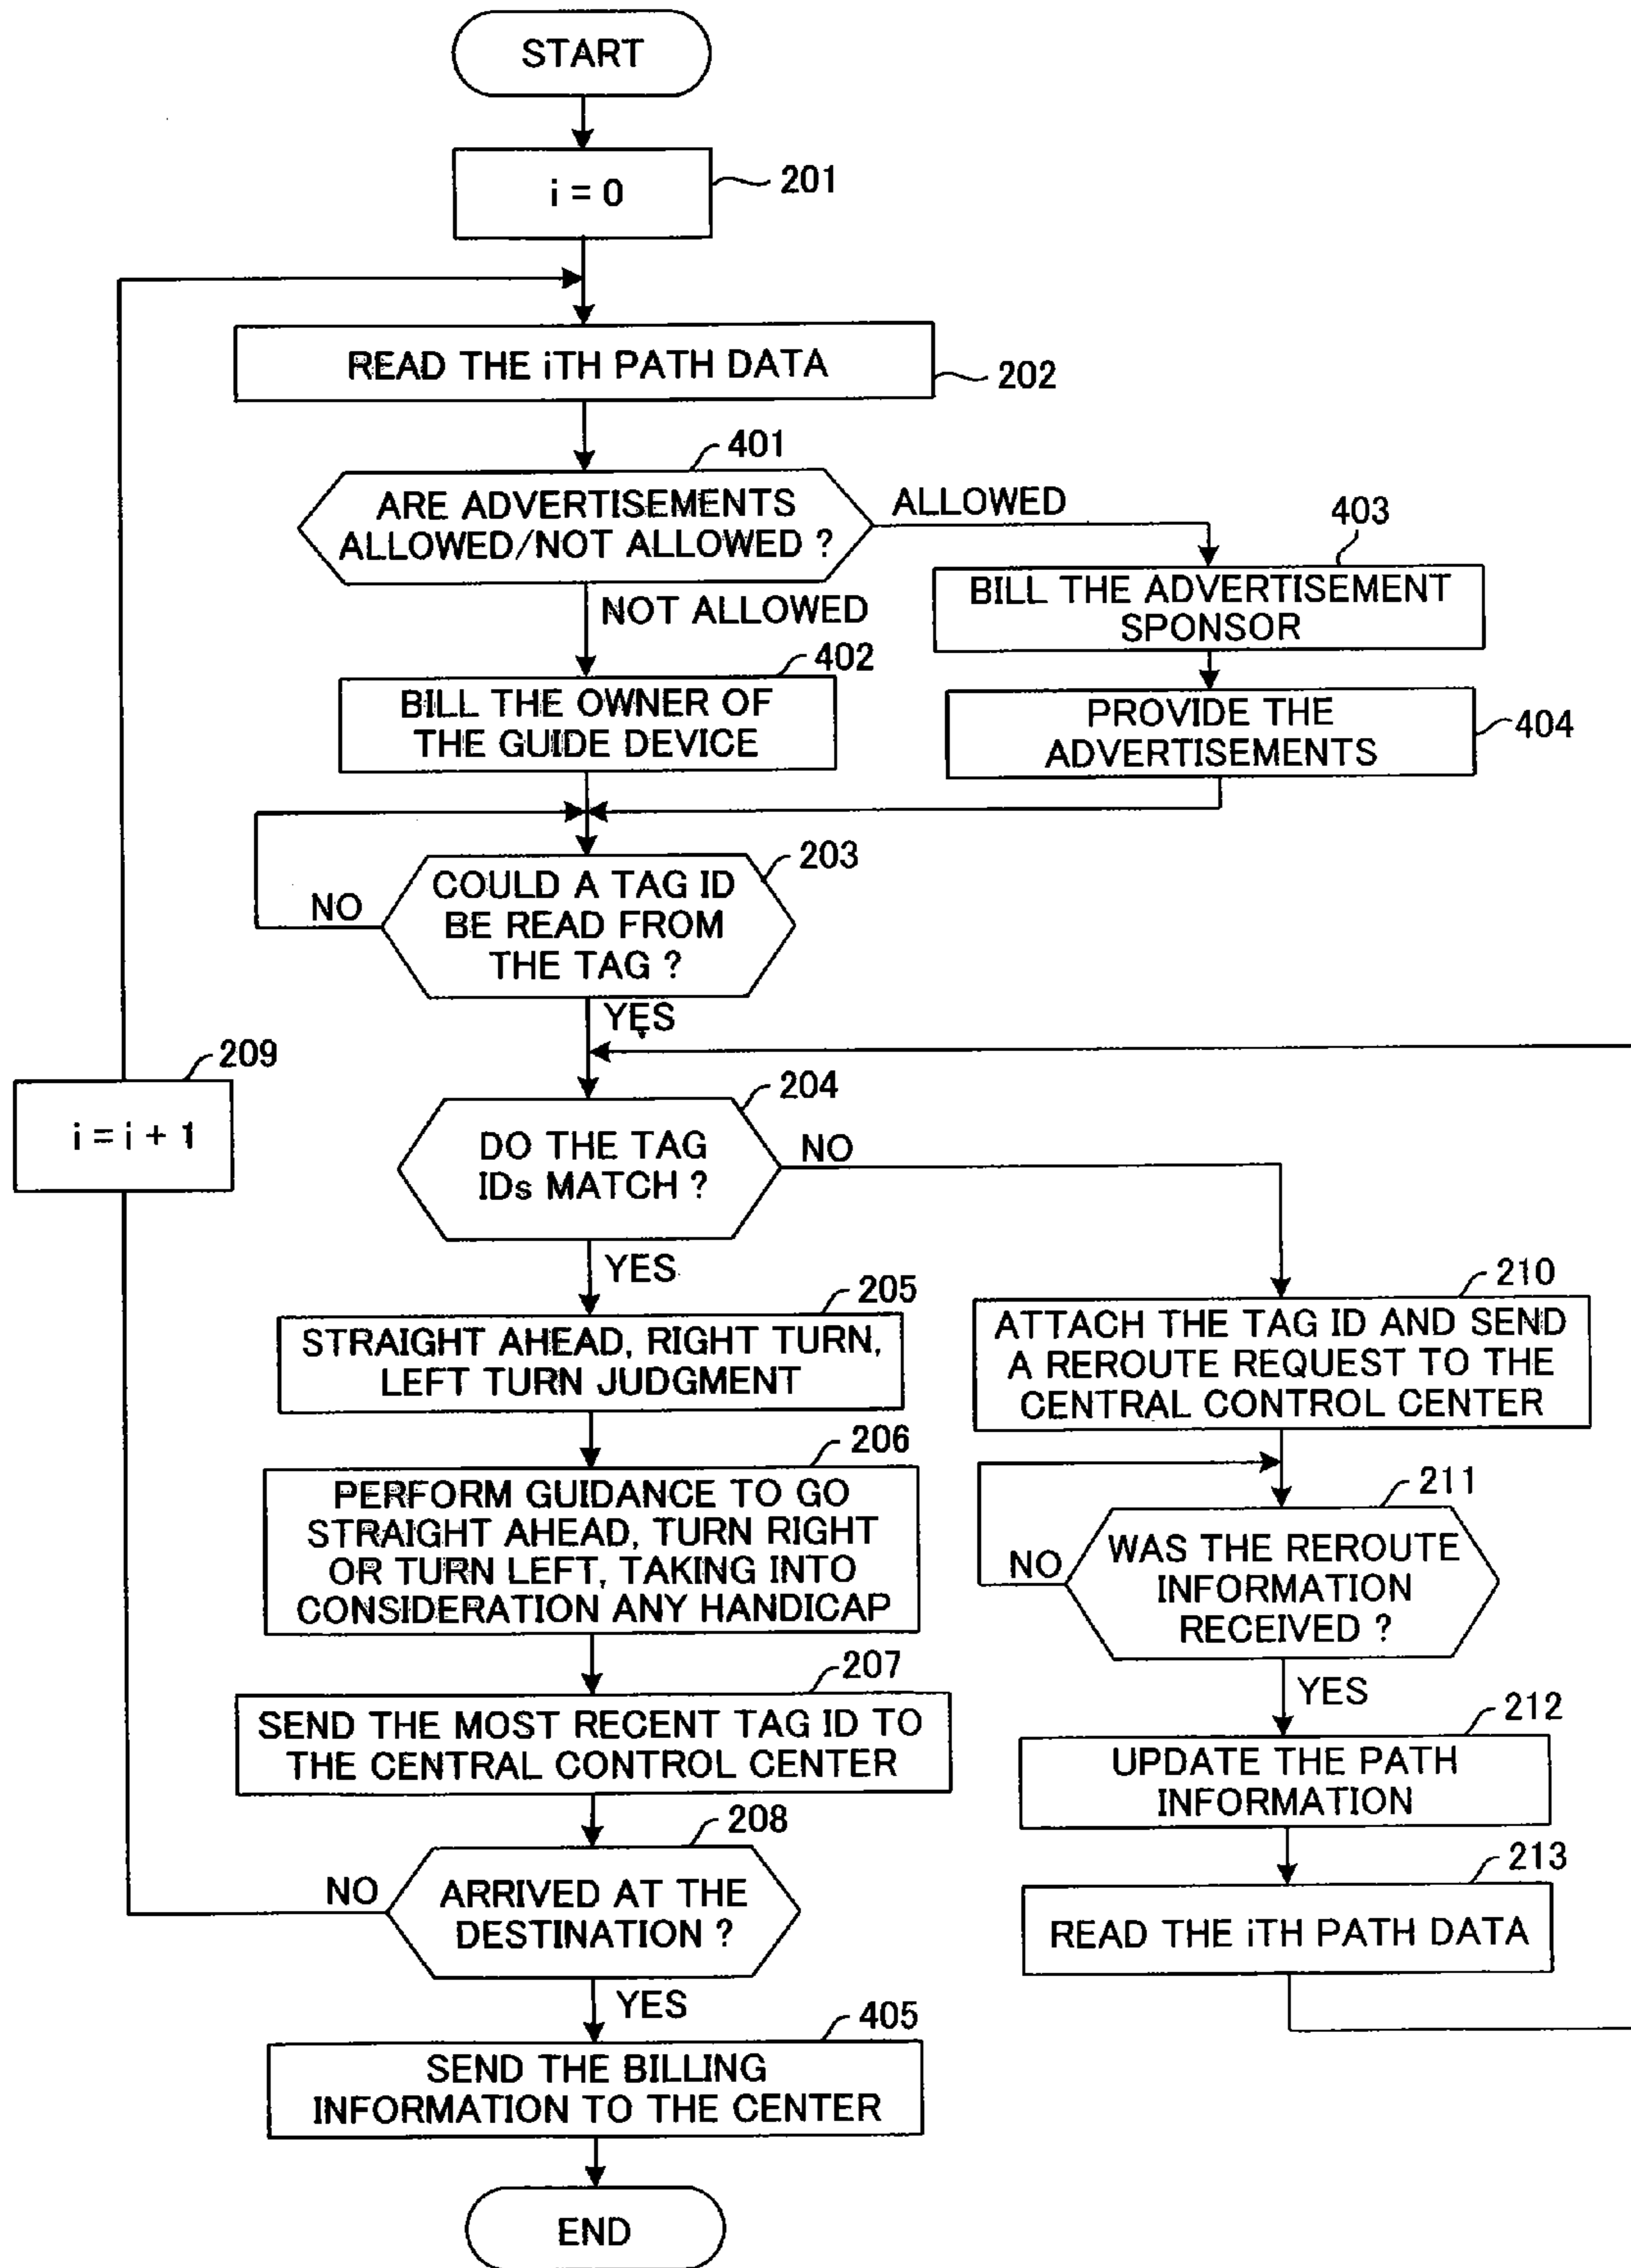 START
i = 0
201
READ THE iTH PATH DATA
202
401
ARE ADVERTISEMENTS
ALLOWED/NOT ALLOWED ?
ALLOWED
NOT ALLOWED
403
BILL THE ADVERTISEMENT
SPONSOR
402
BILL THE OWNER OF
THE GUIDE DEVICE
PROVIDE THE
ADVERTISEMENTS
404
203
COULD A TAG ID
BE READ FROM
THE TAG ?
NO
YES
209
i = i + 1
204
DO THE TAG
IDs MATCH ?
NO
YES
205
STRAIGHT AHEAD, RIGHT TURN,
LEFT TURN JUDGMENT
210
ATTACH THE TAG ID AND SEND
A REROUTE REQUEST TO THE
CENTRAL CONTROL CENTER
206
PERFORM GUIDANCE TO GO
STRAIGHT AHEAD, TURN RIGHT
OR TURN LEFT, TAKING INTO
CONSIDERATION ANY HANDICAP
211
WAS THE REROUTE
INFORMATION
RECEIVED ?
NO
YES
207
SEND THE MOST RECENT TAG ID TO
THE CENTRAL CONTROL CENTER
212
UPDATE THE PATH
INFORMATION
208
ARRIVED AT THE
DESTINATION ?
NO
YES
213
READ THE iTH PATH DATA
405
SEND THE BILLING
INFORMATION TO THE CENTER
END